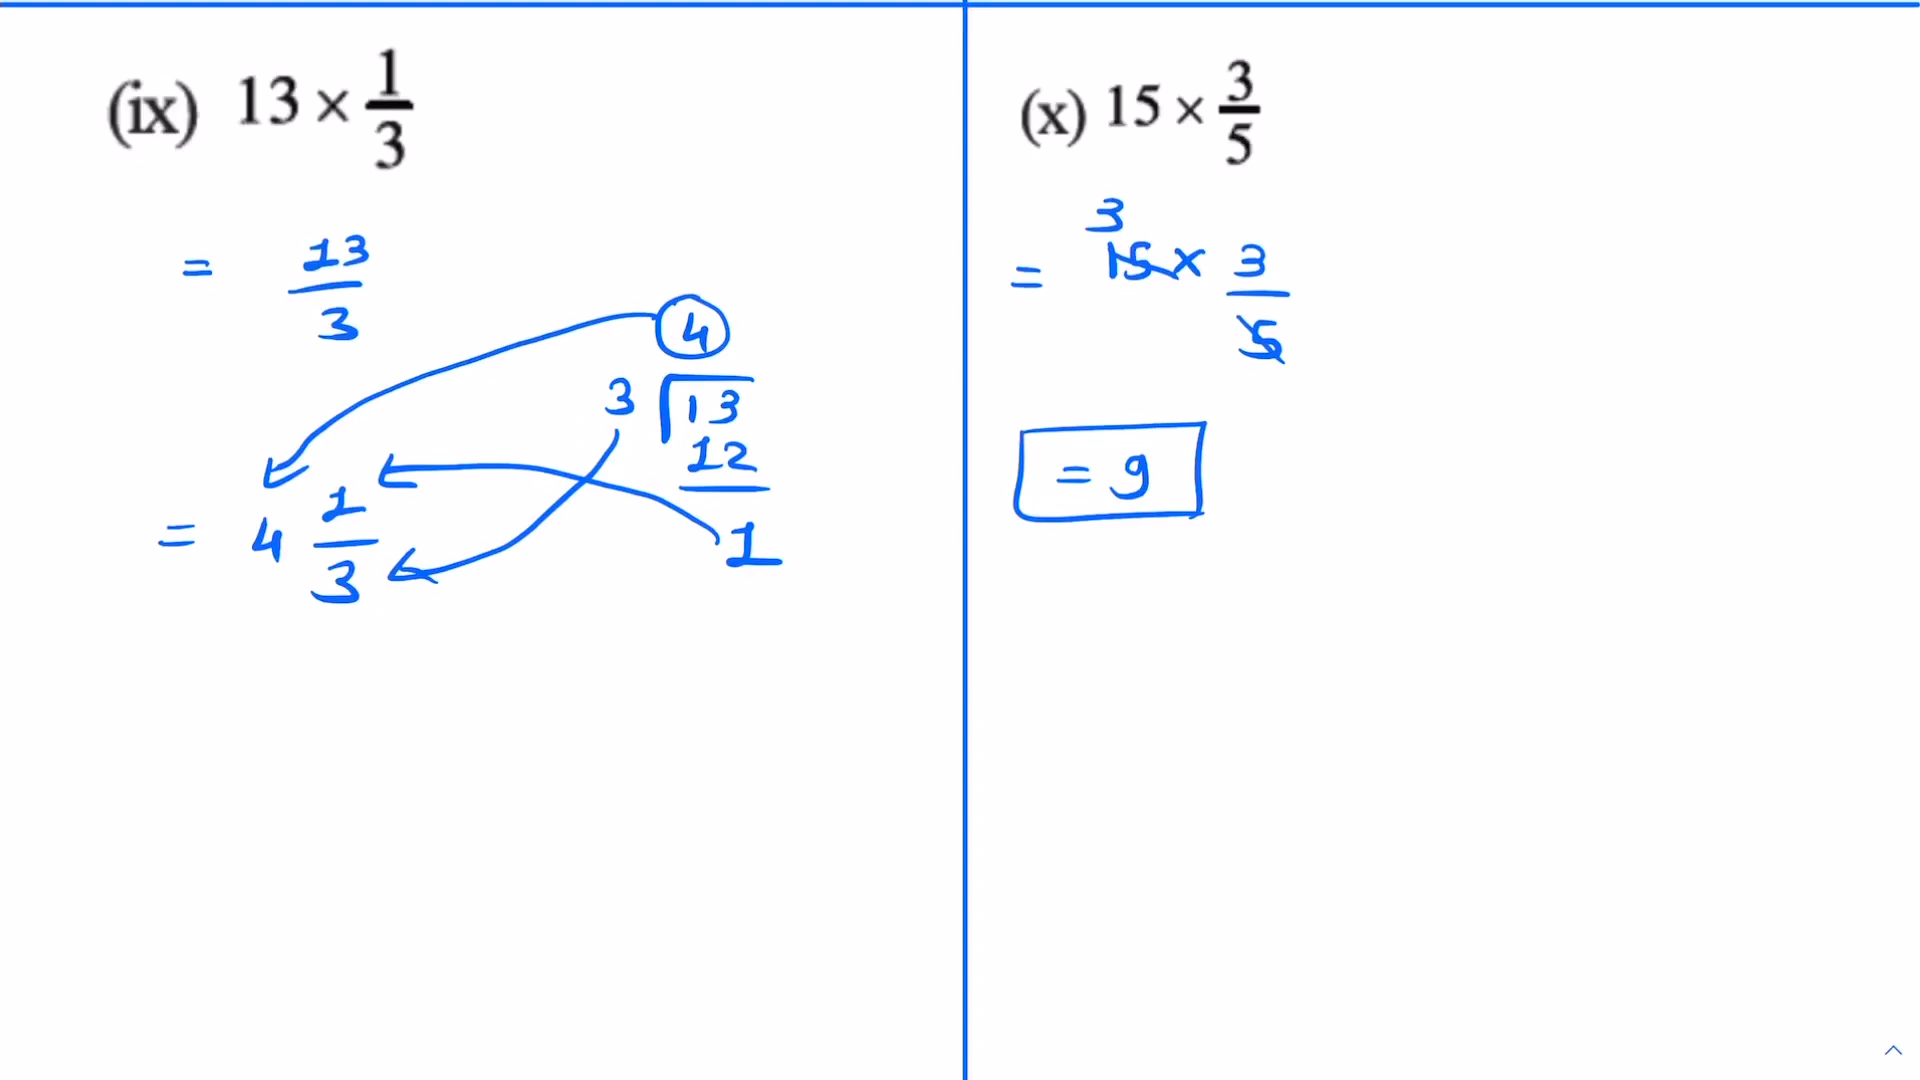 (ix) 13 × 1/3
= 13/3
4
3 13
12
1
= 4 1/3
(x) 15 × 3/5
3
= 15 × 3/5
= 9